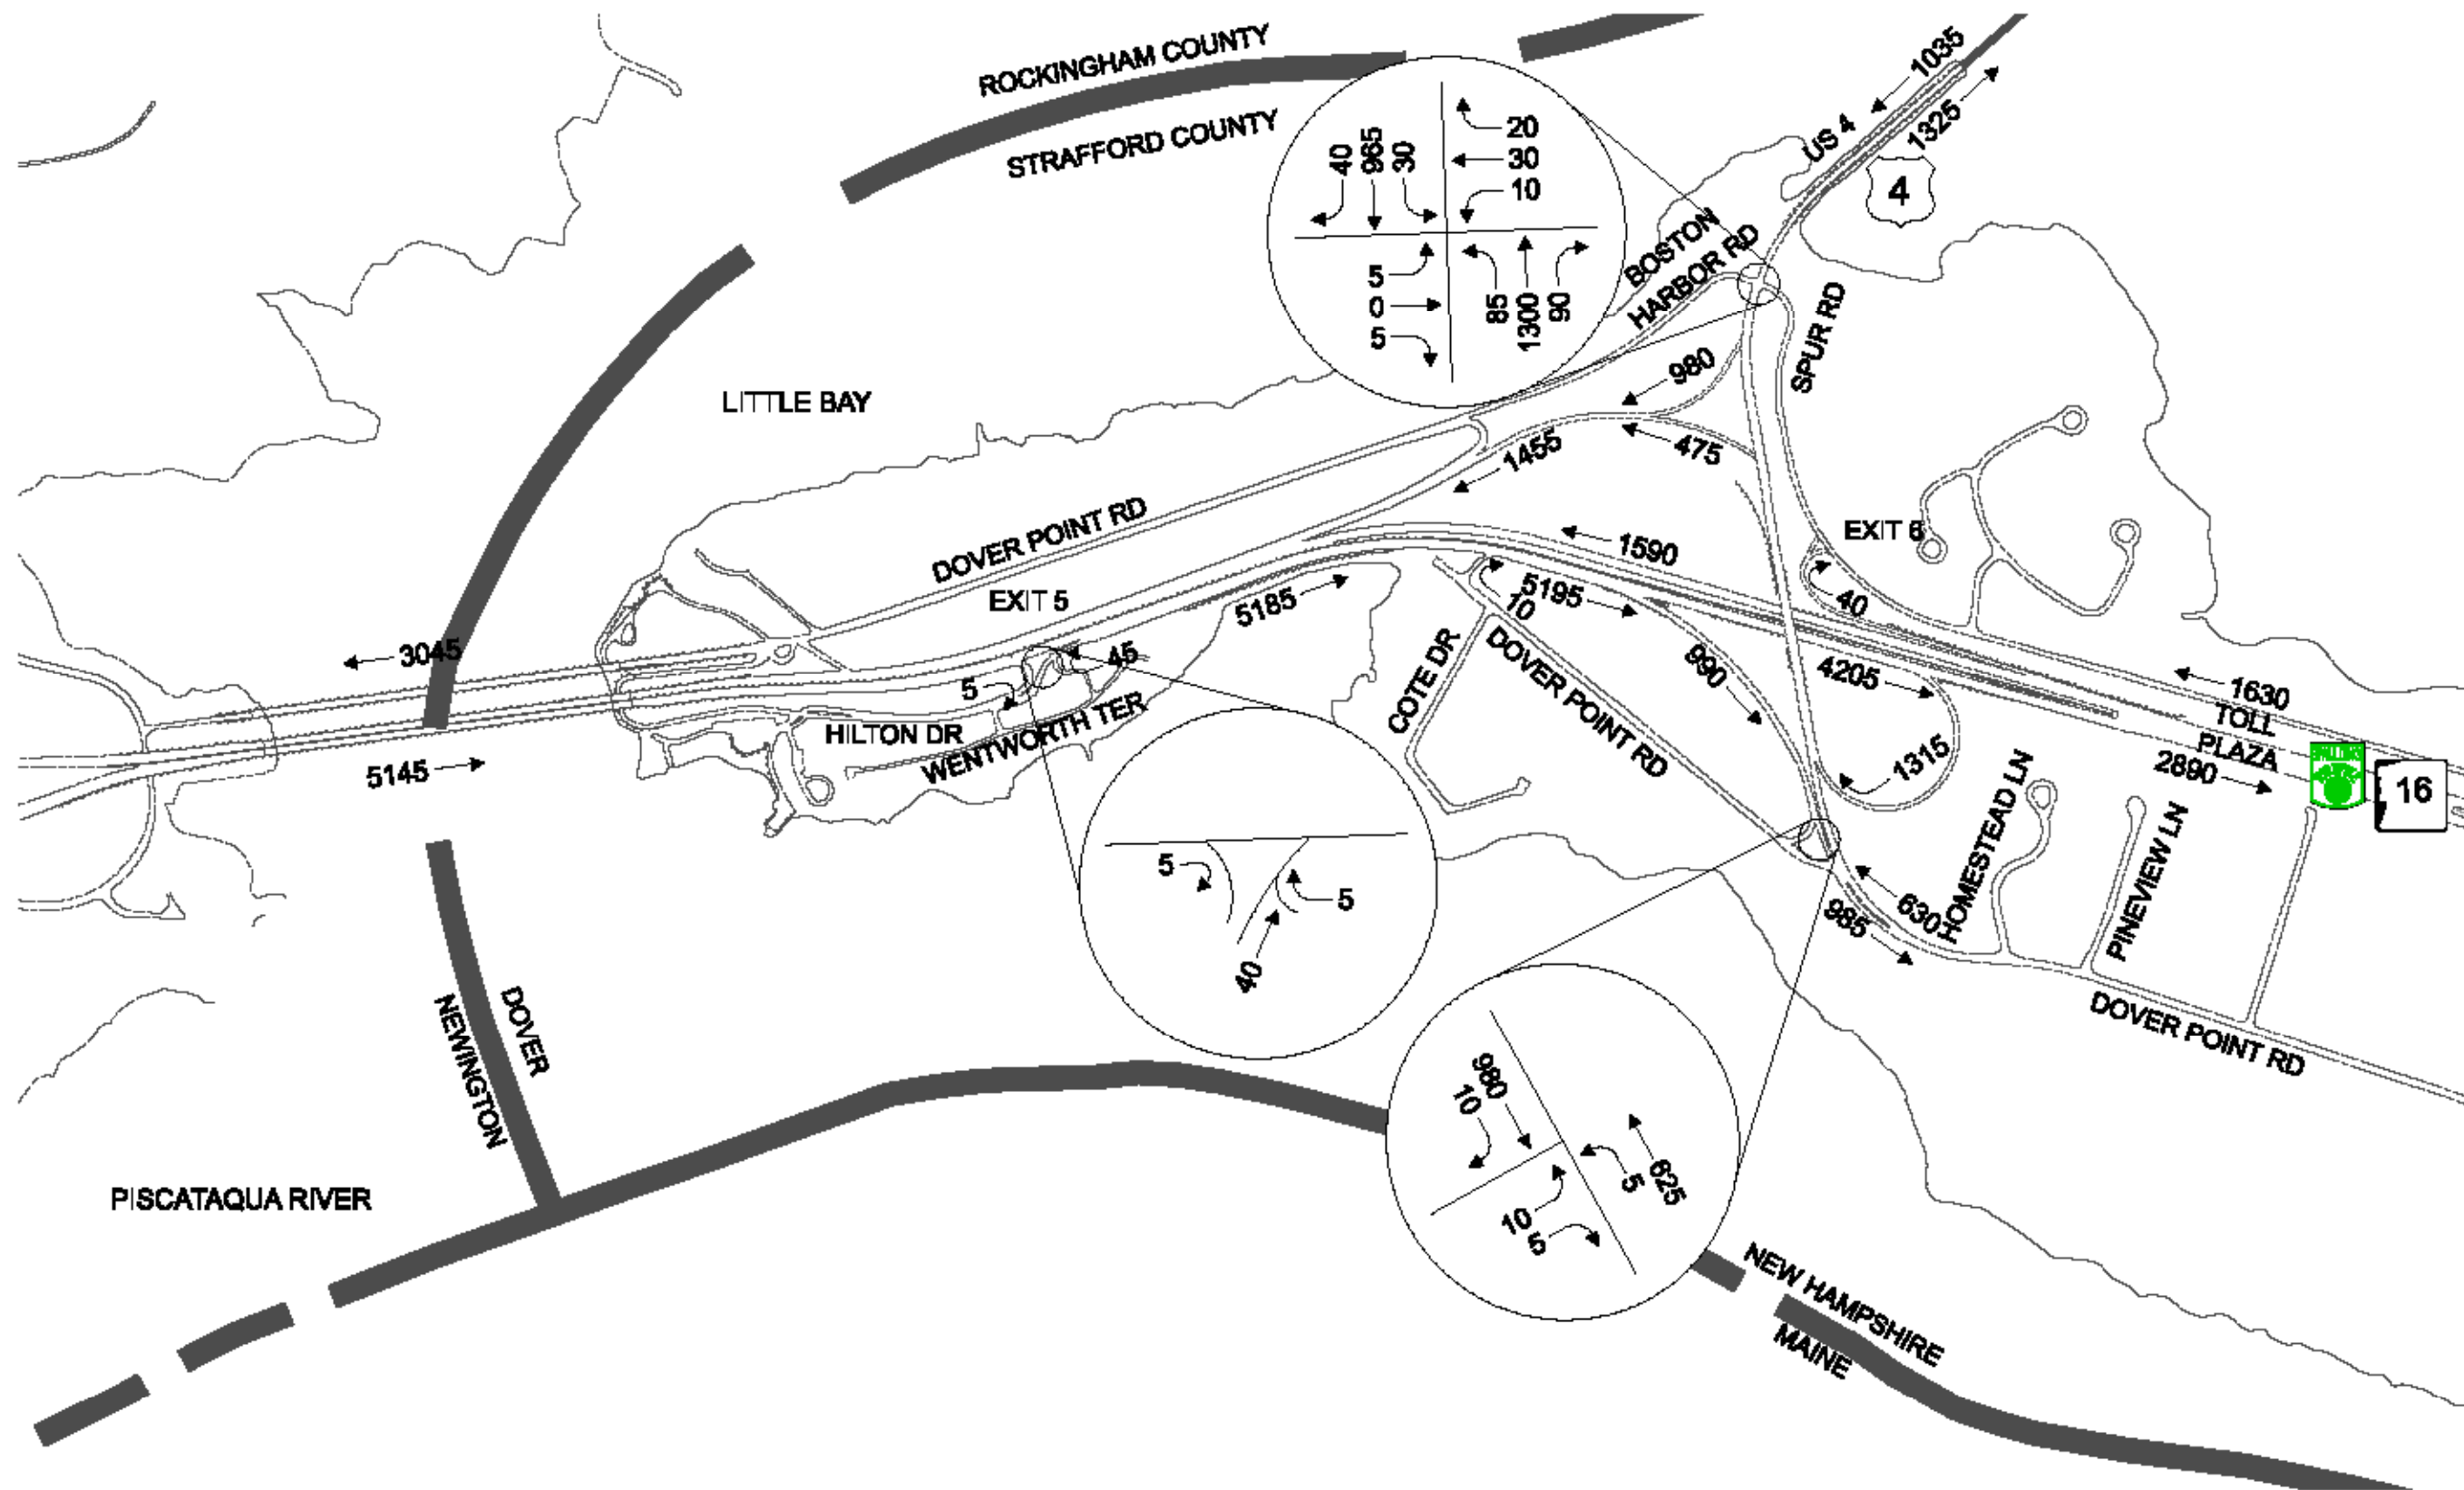 ROCKINGHAM COUNTY
STRAFFORD COUNTY
1035
1325
US 4
4
20
30
10
40
965
30
5
0
5
85
1300
90
BOSTON
HARBOR RD
SPUR RD
LITTLE BAY
980
475
1455
DOVER POINT RD
EXIT 5
EXIT 6
1590
5195
10
5185
40
3045
5145
5
45
HILTON DR
WENTWORTH TER
COTE DR
DOVER POINT RD
990
4205
1315
1630
TOLL
PLAZA
2890
16
HOMESTEAD LN
PINEVIEW LN
630
985
DOVER POINT RD
5
5
40
980
10
10
5
5
625
DOVER
NEWINGTON
PISCATAQUA RIVER
NEW HAMPSHIRE
MAINE